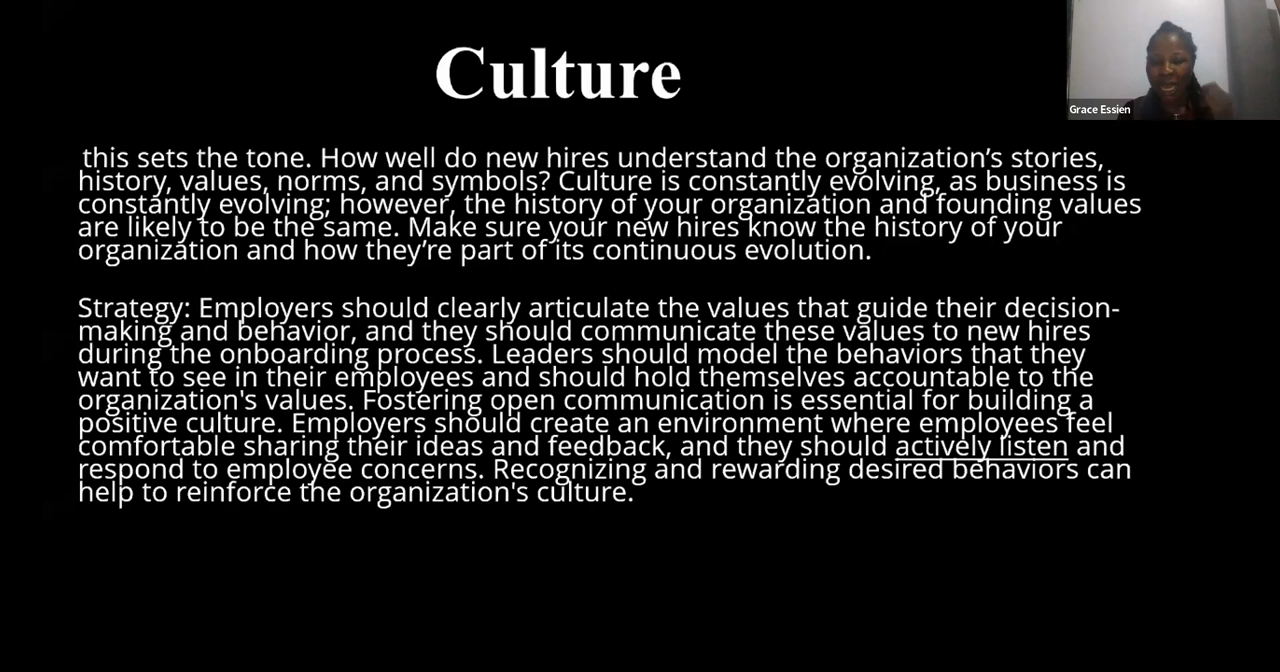 Culture
Grace Essien
this sets the tone. How well do new hires understand the organization’s stories,
history, values, norms, and symbols? Culture is constantly evolving, as business is
constantly evolving; however, the history of your organization and founding values
are likely to be the same. Make sure your new hires know the history of your
organization and how they’re part of its continuous evolution.
Strategy: Employers should clearly articulate the values that guide their decision-
making and behavior, and they should communicate these values to new hires
during the onboarding process. Leaders should model the behaviors that they
want to see in their employees and should hold themselves accountable to the
organization's values. Fostering open communication is essential for building a
positive culture. Employers should create an environment where employees feel
comfortable sharing their ideas and feedback, and they should actively listen and
respond to employee concerns. Recognizing and rewarding desired behaviors can
help to reinforce the organization's culture.